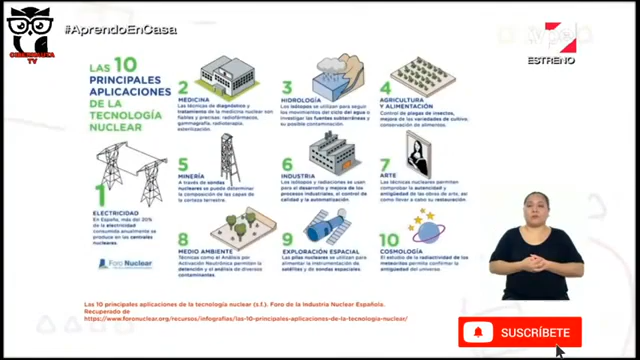 #AprendoEnCasa
ESTRENO
TV
LAS 10
PRINCIPALES
APLICACIONES
DE LA
TECNOLOGÍA
NUCLEAR
1
ELECTRICIDAD
En España, más del 20%
de la electricidad
consumida anualmente
se produce en las centrales
nucleares.
2
MEDICINA
Las técnicas de diagnóstico y
tratamiento de la medicina nuclear son
fiables y precisas: radiofármacos,
gammagrafía, radioterapia,
esterilización.
3
HIDROLOGÍA
Los isótopos se utilizan para seguir
los movimientos del ciclo del agua e
investigar las fuentes subterráneas y
su posible contaminación.
4
AGRICULTURA
Y ALIMENTACIÓN
Control de plagas de insectos,
mejora de las variedades de cultivo,
conservación de alimentos.
5
MINERÍA
A través de sondas
nucleares se puede determinar
la composición de las capas de
la corteza terrestre.
6
INDUSTRIA
Los isótopos y radiaciones se usan
para el desarrollo y mejora de los
procesos industriales, el control de
calidad y la automatización.
7
ARTE
Las técnicas nucleares permiten
comprobar la autenticidad y
antigüedad de las obras de arte, así
como llevar a cabo su restauración.
8
MEDIO AMBIENTE
Técnicas como el Análisis por
Activación Neutrónica permiten la
detención y el análisis de diversos
contaminantes.
9
EXPLORACIÓN ESPACIAL
Las pilas nucleares se utilizan para
alimentar la instrumentación de
satélites y de sondas espaciales.
10
COSMOLOGÍA
El estudio de la radiactividad de los
meteoritos permite confirmar la
antigüedad del universo.
Foro Nuclear
Las 10 principales aplicaciones de la tecnología nuclear (s.f.). Foro de la Industria Nuclear Española.
Recuperado de
https://www.foronuclear.org/recursos/infografias/las-10-principales-aplicaciones-de-la-tecnologia-nuclear/
SUSCRÍBETE